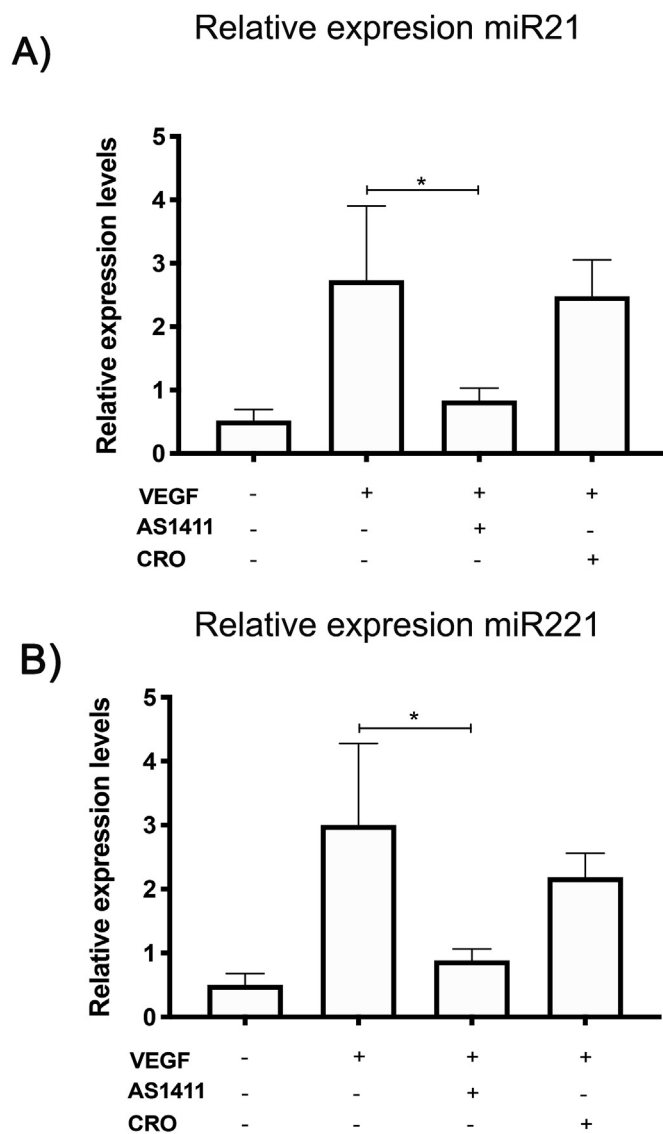 Relative expresion miR21
A)
Relative expression levels
5
4
3
2
1
0
*
VEGF - + + +
AS1411 - - + -
CRO - - - +
Relative expresion miR221
B)
Relative expression levels
5
4
3
2
1
0
*
VEGF - + + +
AS1411 - - + -
CRO - - - +